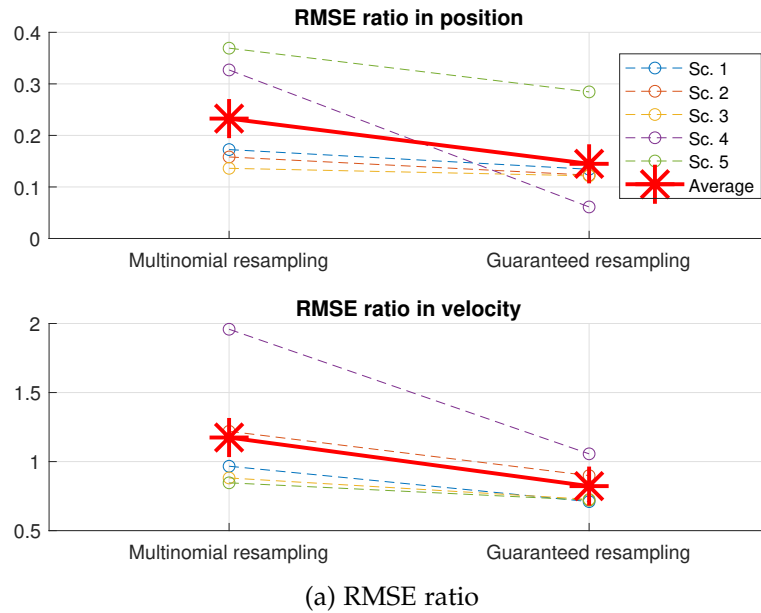 RMSE ratio in position
0.4
0.3
0.2
0.1
0
Sc. 1
Sc. 2
Sc. 3
Sc. 4
Sc. 5
Average
Multinomial resampling
Guaranteed resampling
RMSE ratio in velocity
2
1.5
1
0.5
Multinomial resampling
Guaranteed resampling
(a) RMSE ratio